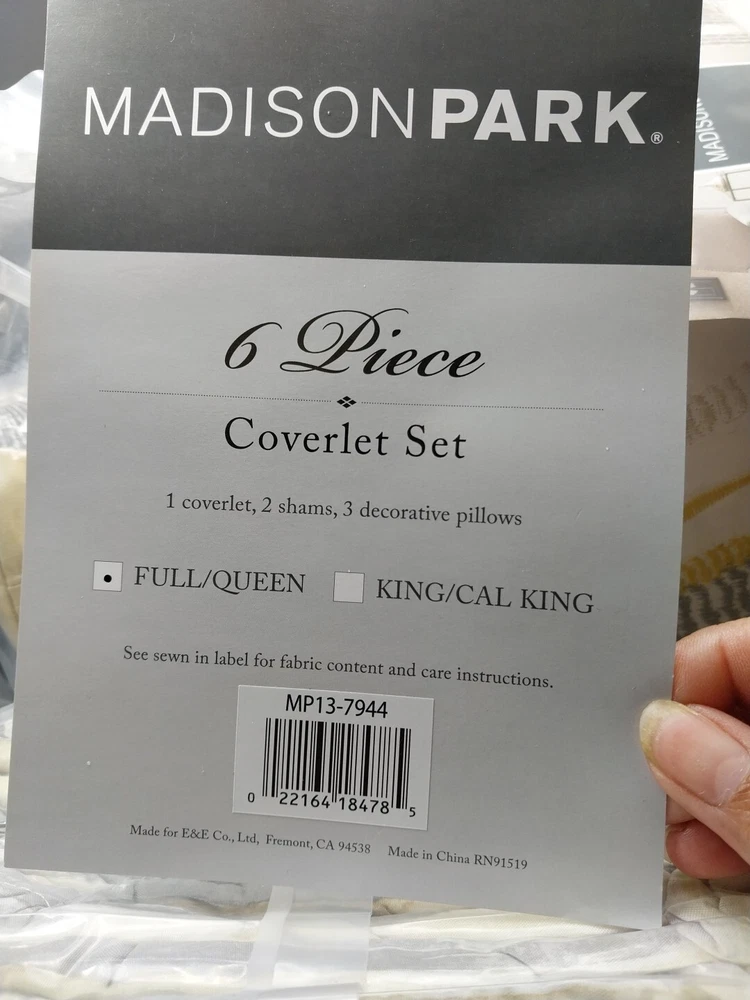 MADISONPARK®
MADISON
6 Piece
Coverlet Set
1 coverlet, 2 shams, 3 decorative pillows
FULL/QUEEN KING/CAL KING
See sewn in label for fabric content and care instructions.
MP13-7944
0 22164 18478 5
Made for E&E Co., Ltd, Fremont, CA 94538 Made in China RN91519